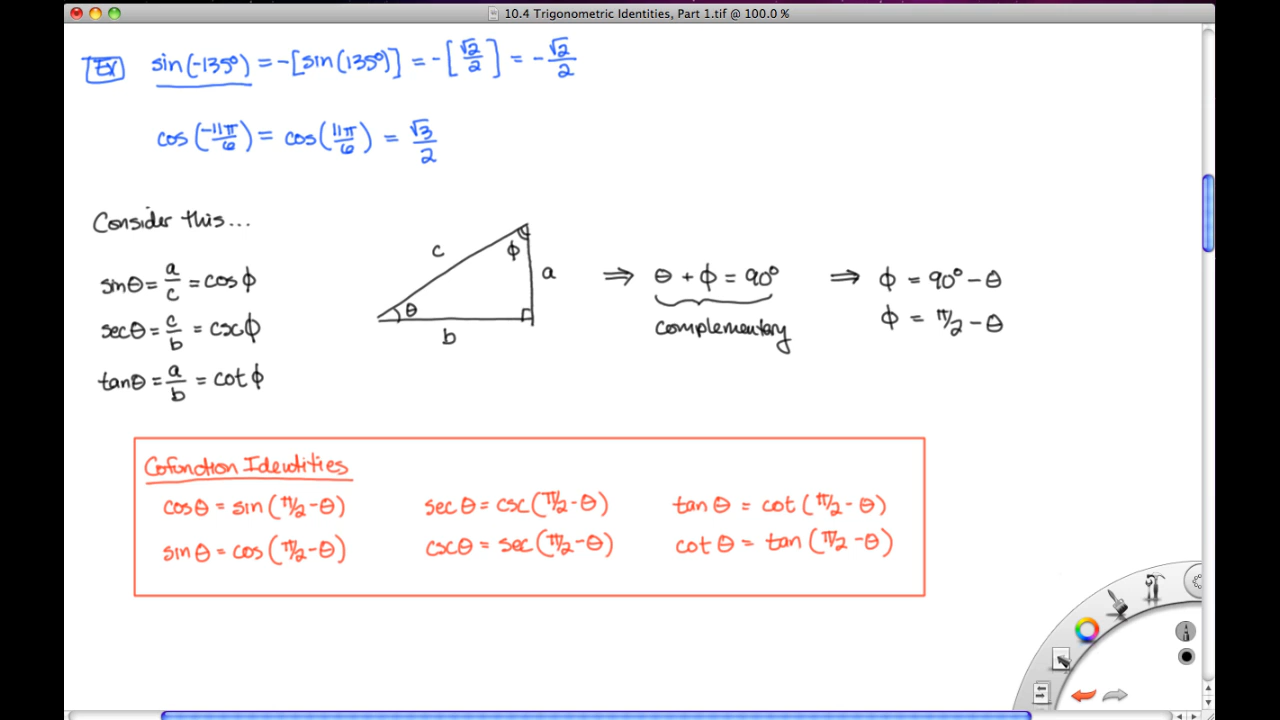 10.4 Trigonometric Identities, Part 1.tif @ 100.0 %
Ex sin(-135°) = -[sin(135°)] = -[√2/2] = -√2/2
cos(-11π/6) = cos(11π/6) = √3/2
Consider this...
sinθ = a/c = cosϕ
secθ = c/b = cscϕ
tanθ = a/b = cotϕ
c
ϕ
a
θ
b
⇒ θ + ϕ = 90°
complementary
⇒ ϕ = 90° - θ
ϕ = π/2 - θ
Cofunction Identities
cosθ = sin(π/2 - θ) secθ = csc(π/2 - θ) tanθ = cot(π/2 - θ)
sinθ = cos(π/2 - θ) cscθ = sec(π/2 - θ) cotθ = tan(π/2 - θ)